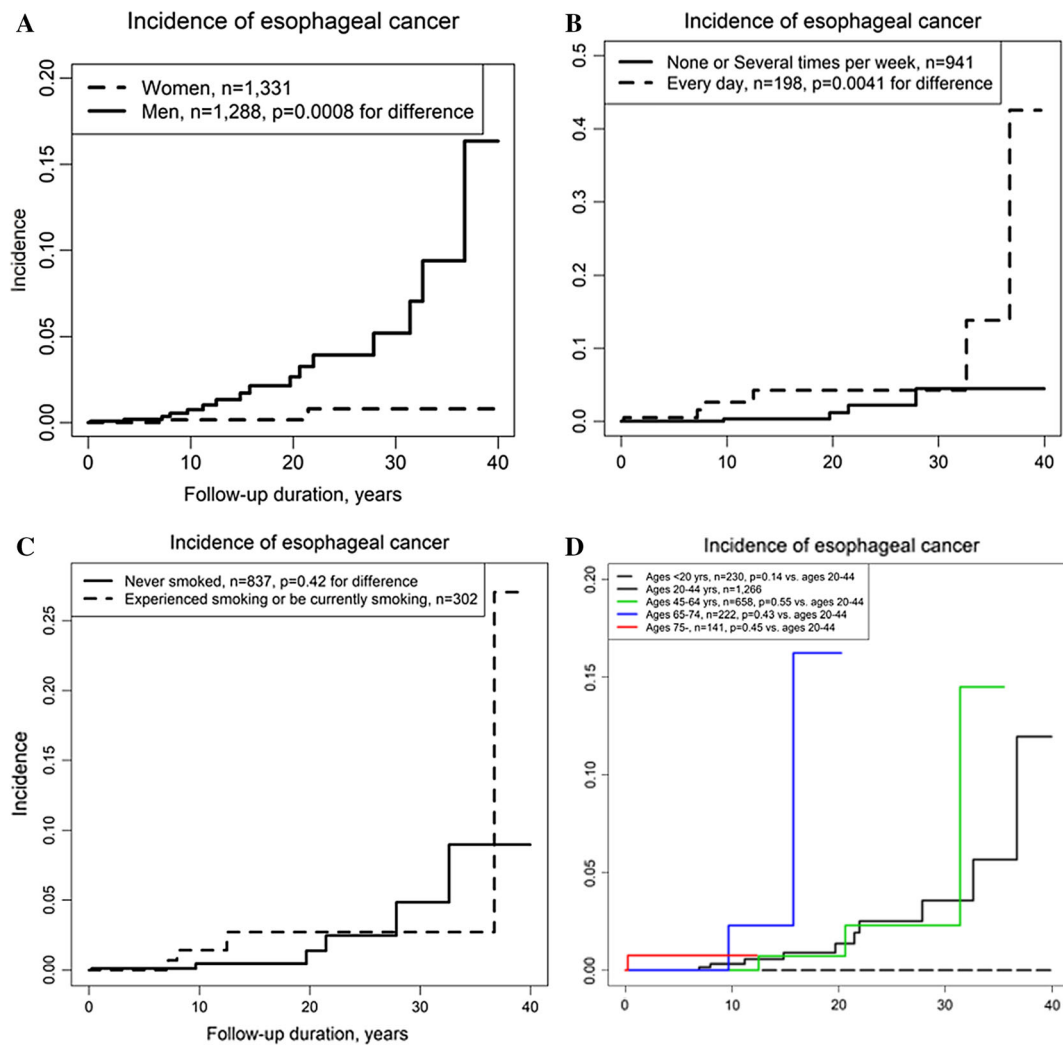 A
Incidence of esophageal cancer
Women, n=1,331
Men, n=1,288, p=0.0008 for difference
0.20
0.15
0.10
0.05
0.00
Incidence
0 10 20 30 40
Follow-up duration, years
B
Incidence of esophageal cancer
None or Several times per week, n=941
Every day, n=198, p=0.0041 for difference
0.5
0.4
0.3
0.2
0.1
0.0
0 10 20 30 40
C
Incidence of esophageal cancer
Never smoked, n=837, p=0.42 for difference
Experienced smoking or be currently smoking, n=302
0.25
0.20
0.15
0.10
0.05
0.00
Incidence
0 10 20 30 40
Follow-up duration, years
D
Incidence of esophageal cancer
Ages <20 yrs, n=230, p=0.14 vs. ages 20-44
Ages 20-44 yrs, n=1,266
Ages 45-64 yrs, n=658, p=0.55 vs. ages 20-44
Ages 65-74, n=222, p=0.43 vs. ages 20-44
Ages 75-, n=141, p=0.45 vs. ages 20-44
0.20
0.15
0.10
0.05
0.00
0 10 20 30 40